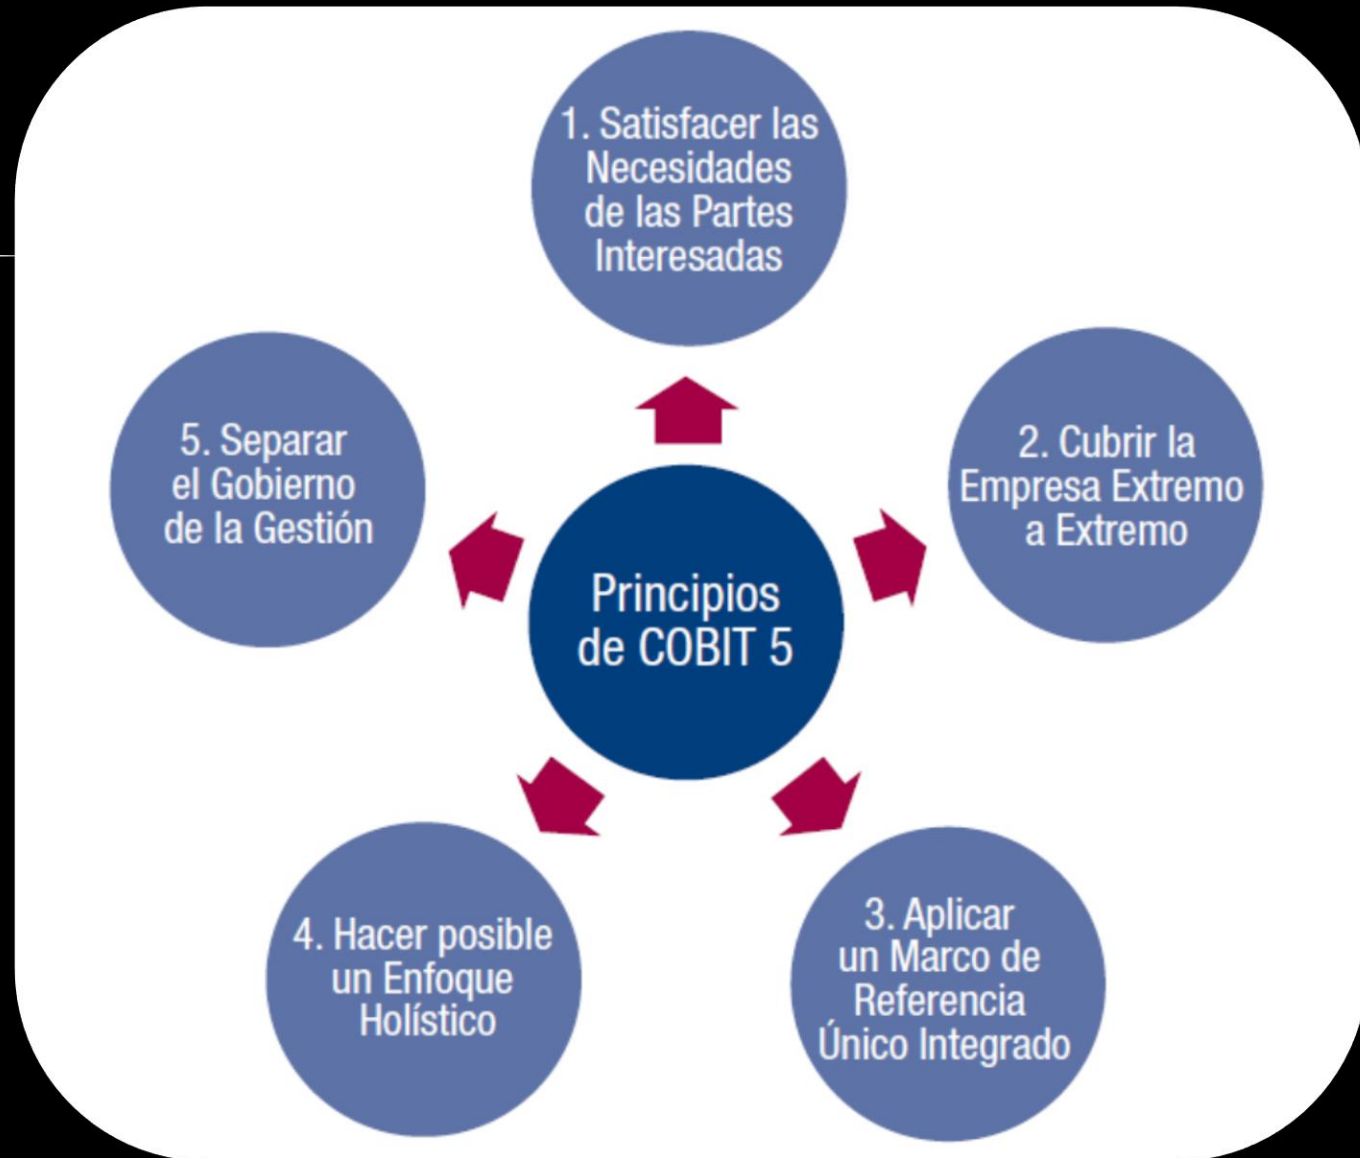 1. Satisfacer las
Necesidades
de las Partes
Interesadas
2. Cubrir la
Empresa Extremo
a Extremo
3. Aplicar
un Marco de
Referencia
Único Integrado
4. Hacer posible
un Enfoque
Holístico
5. Separar
el Gobierno
de la Gestión
Principios
de COBIT 5